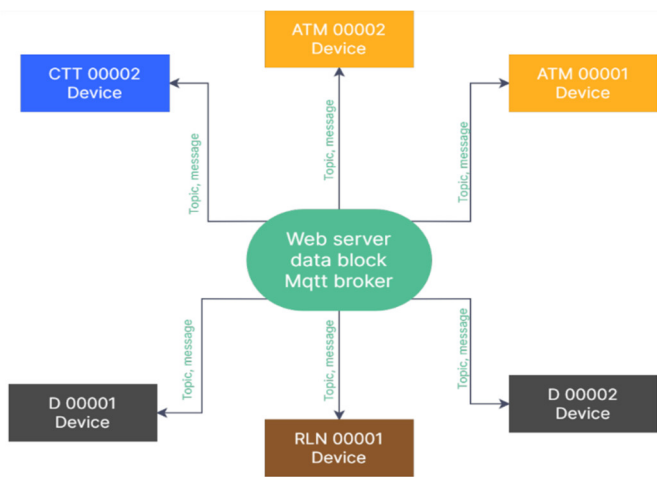 ATM 00002
Device
CTT 00002
Device
ATM 00001
Device
Topic, message
Topic, message
Topic, message
Web server
data block
Mqtt broker
Topic, message
Topic, message
Topic, message
D 00001
Device
RLN 00001
Device
D 00002
Device